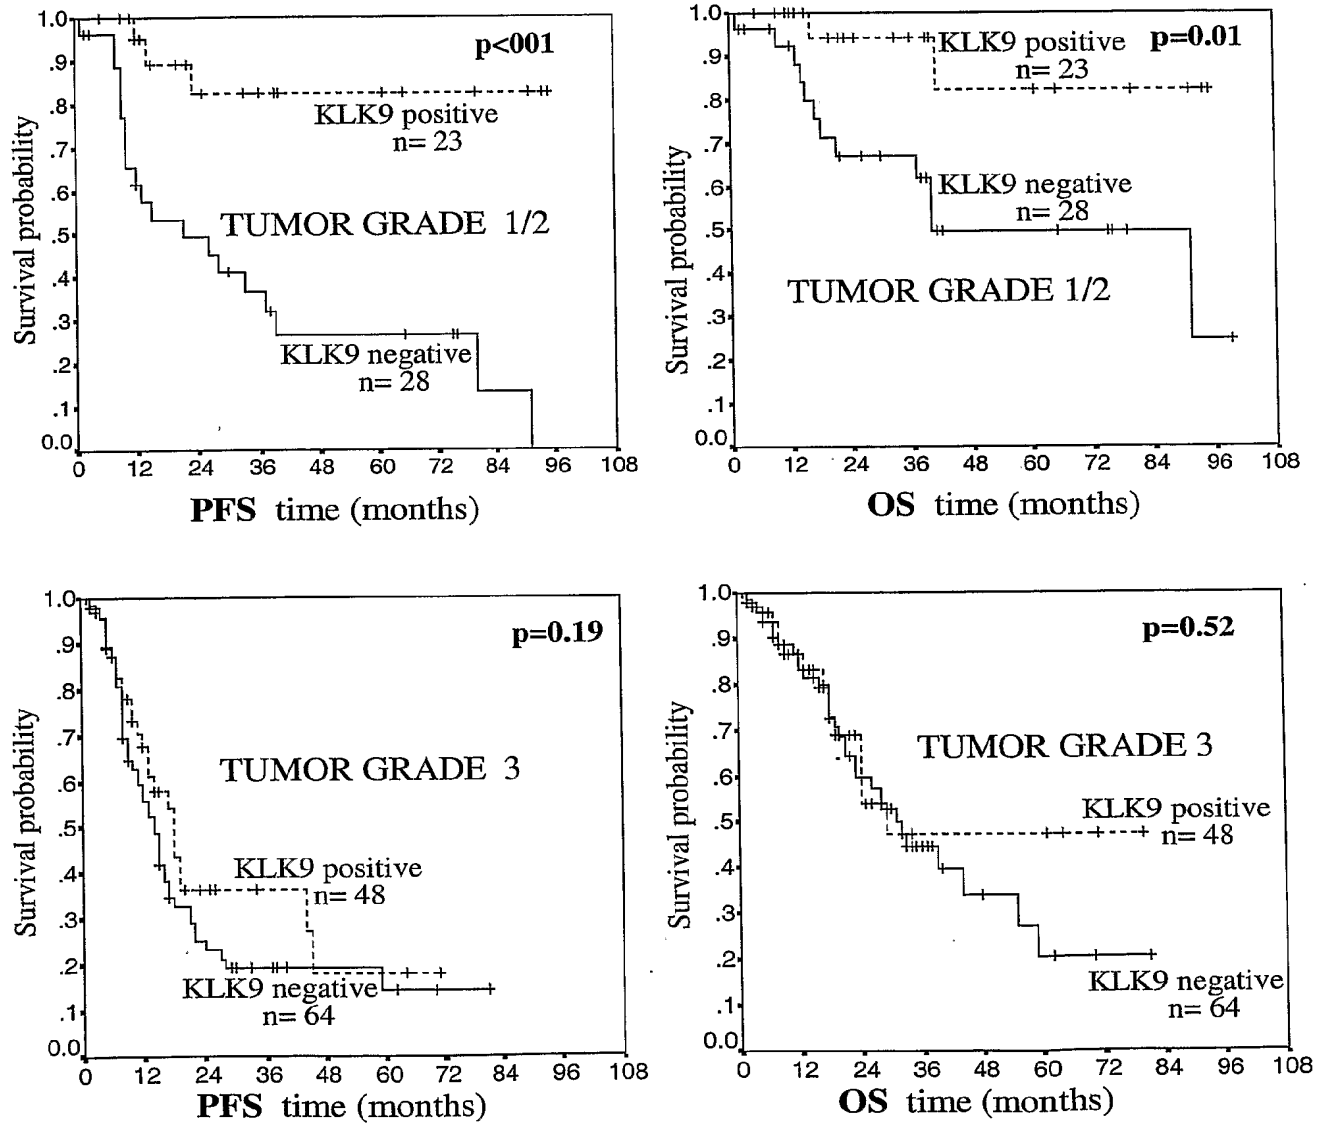 Survival probability
1.0
.9
.8
.7
.6
.5
.4
.3
.2
.1
0.0
p<001
KLK9 positive
n= 23
TUMOR GRADE 1/2
KLK9 negative
n= 28
0 12 24 36 48 60 72 84 96 108
PFS time (months)
Survival probability
1.0
.9
.8
.7
.6
.5
.4
.3
.2
.1
0.0
KLK9 positive p=0.01
n= 23
KLK9 negative
n= 28
TUMOR GRADE 1/2
0 12 24 36 48 60 72 84 96 108
OS time (months)
Survival probability
1.0
.9
.8
.7
.6
.5
.4
.3
.2
.1
0.0
p=0.19
TUMOR GRADE 3
KLK9 positive
n= 48
KLK9 negative
n= 64
0 12 24 36 48 60 72 84 96 108
PFS time (months)
Survival probability
1.0
.9
.8
.7
.6
.5
.4
.3
.2
.1
0.0
p=0.52
TUMOR GRADE 3
KLK9 positive
n= 48
KLK9 negative
n= 64
0 12 24 36 48 60 72 84 96 108
OS time (months)